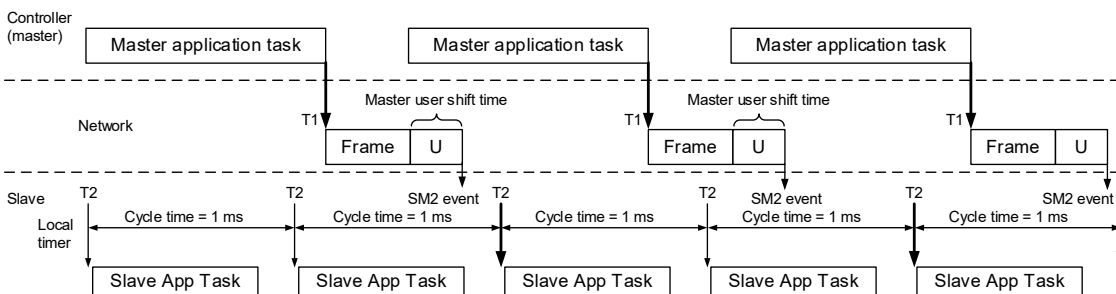 Controller
(master)
Master application task
Master application task
Master application task
Master user shift time
Master user shift time
Network
T1
T1
T1
Frame
U
Frame
U
Frame
U
Slave
T2
T2
SM2 event
T2
T2
SM2 event
T2
SM2 event
Local
timer
Cycle time = 1 ms
Cycle time = 1 ms
Cycle time = 1 ms
Cycle time = 1 ms
Cycle time = 1 ms
Slave App Task
Slave App Task
Slave App Task
Slave App Task
Slave App Task